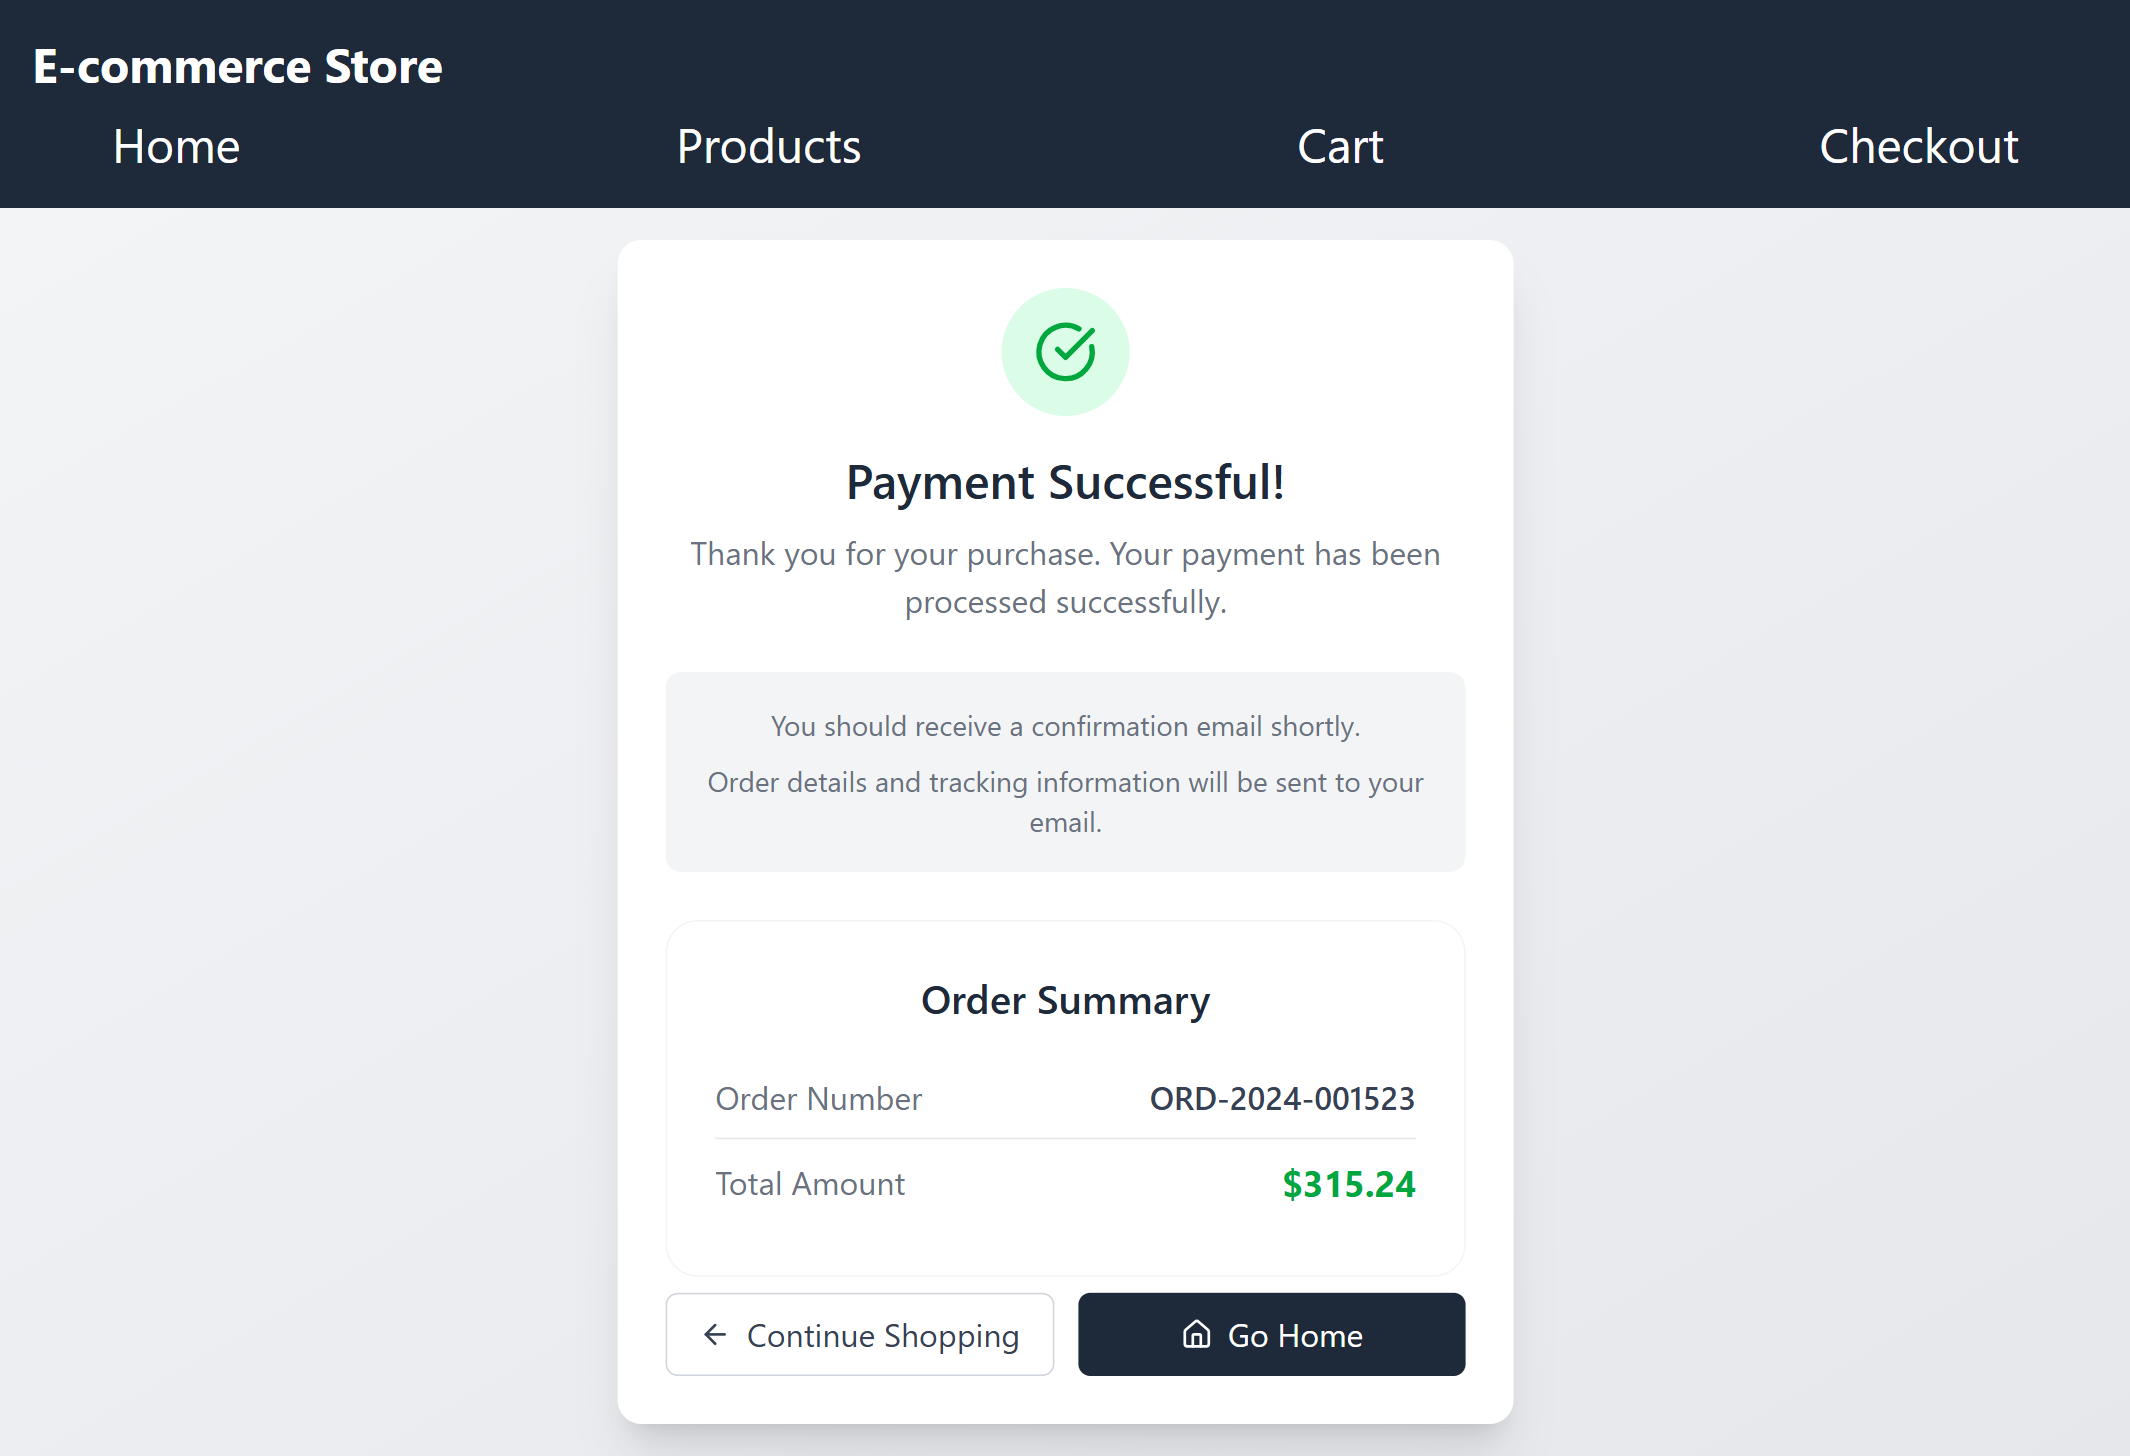 E-commerce Store
Home Products Cart Checkout
Payment Successful!
Thank you for your purchase. Your payment has been
processed successfully.
You should receive a confirmation email shortly.
Order details and tracking information will be sent to your
email.
Order Summary
Order Number ORD-2024-001523
Total Amount $315.24
Continue Shopping Go Home